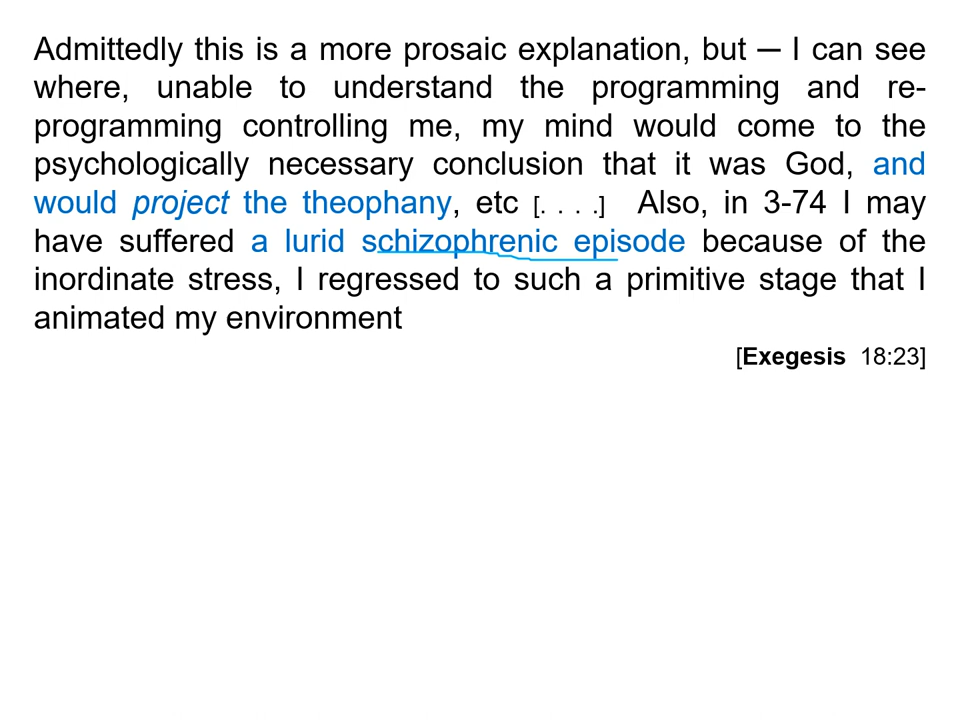 Admittedly this is a more prosaic explanation, but — I can see
where, unable to understand the programming and re-
programming controlling me, my mind would come to the
psychologically necessary conclusion that it was God, and
would project the theophany, etc [. . . .] Also, in 3-74 I may
have suffered a lurid schizophrenic episode because of the
inordinate stress, I regressed to such a primitive stage that I
animated my environment
[Exegesis 18:23]